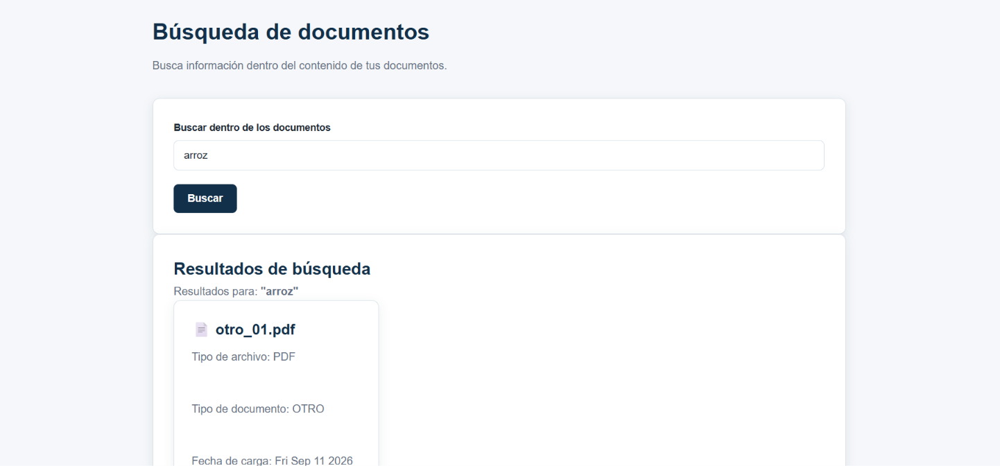 Búsqueda de documentos
Busca información dentro del contenido de tus documentos.
Buscar dentro de los documentos
arroz
Buscar
Resultados de búsqueda
Resultados para: "arroz"
otro_01.pdf
Tipo de archivo: PDF
Tipo de documento: OTRO
Fecha de carga: Fri Sep 11 2026